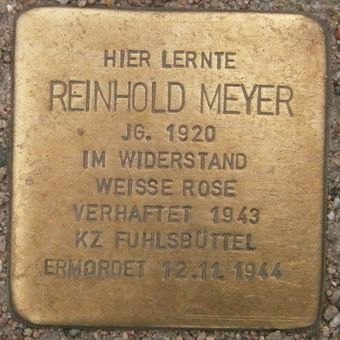 HIER LERNTE
REINHOLD MEYER
JG. 1920
IM WIDERSTAND
WEISSE ROSE
VERHAFTET 1943
KZ FUHLSBÜTTEL
ERMORDET 12.11.1944